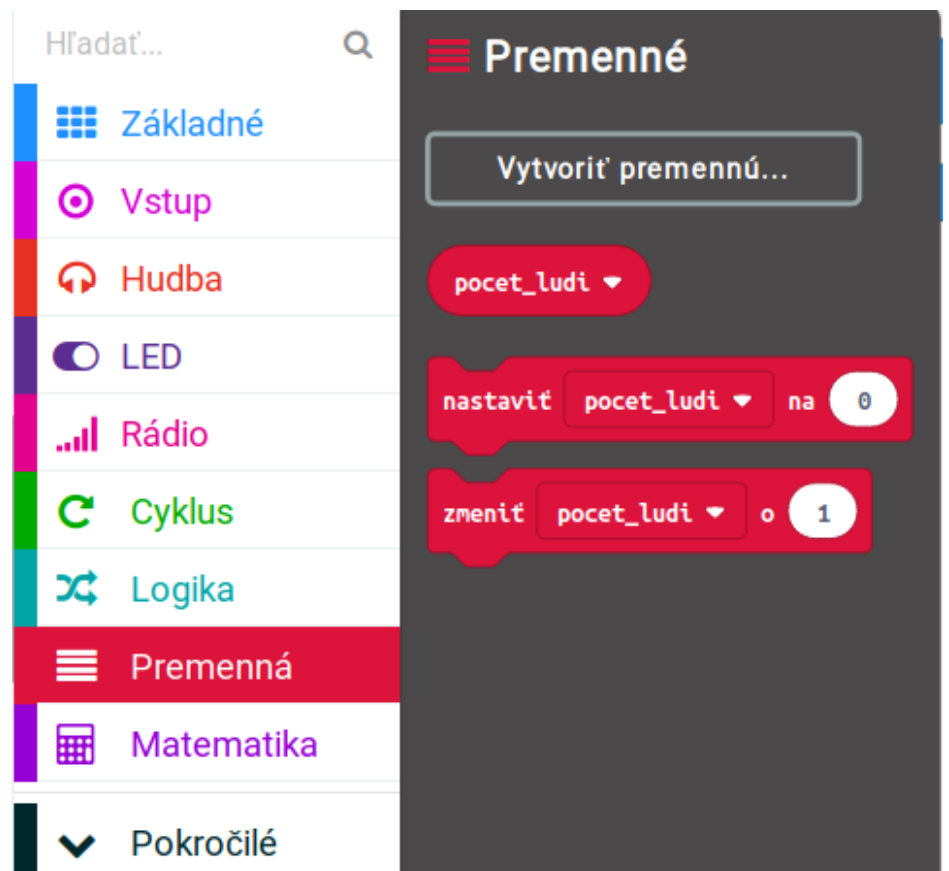 Hľadať...
Základné
Vstup
Hudba
LED
Rádio
Cyklus
Logika
Premenná
Matematika
Pokročilé
Premenné
Vytvoriť premennú...
pocet_ludi
nastaviť pocet_ludi na 0
zmeniť pocet_ludi o 1